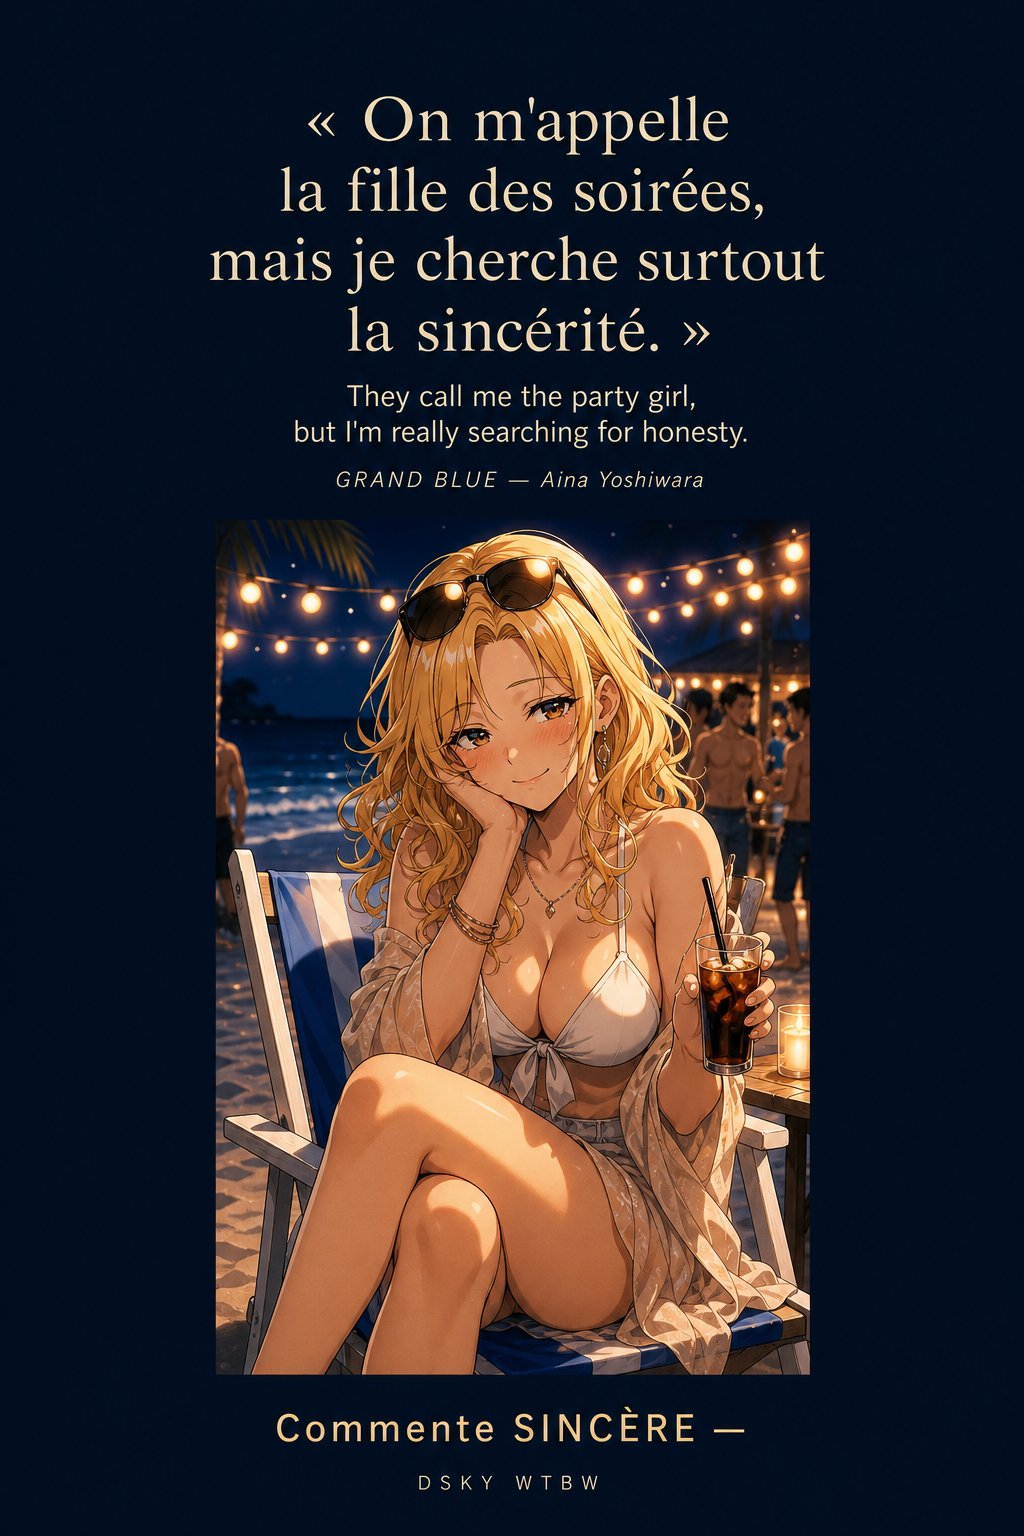 « On m'appelle
la fille des soirées,
mais je cherche surtout
la sincérité. »
They call me the party girl,
but I'm really searching for honesty.
GRAND BLUE — Aina Yoshiwara
Commente SINCÈRE —
DSKY WTBW